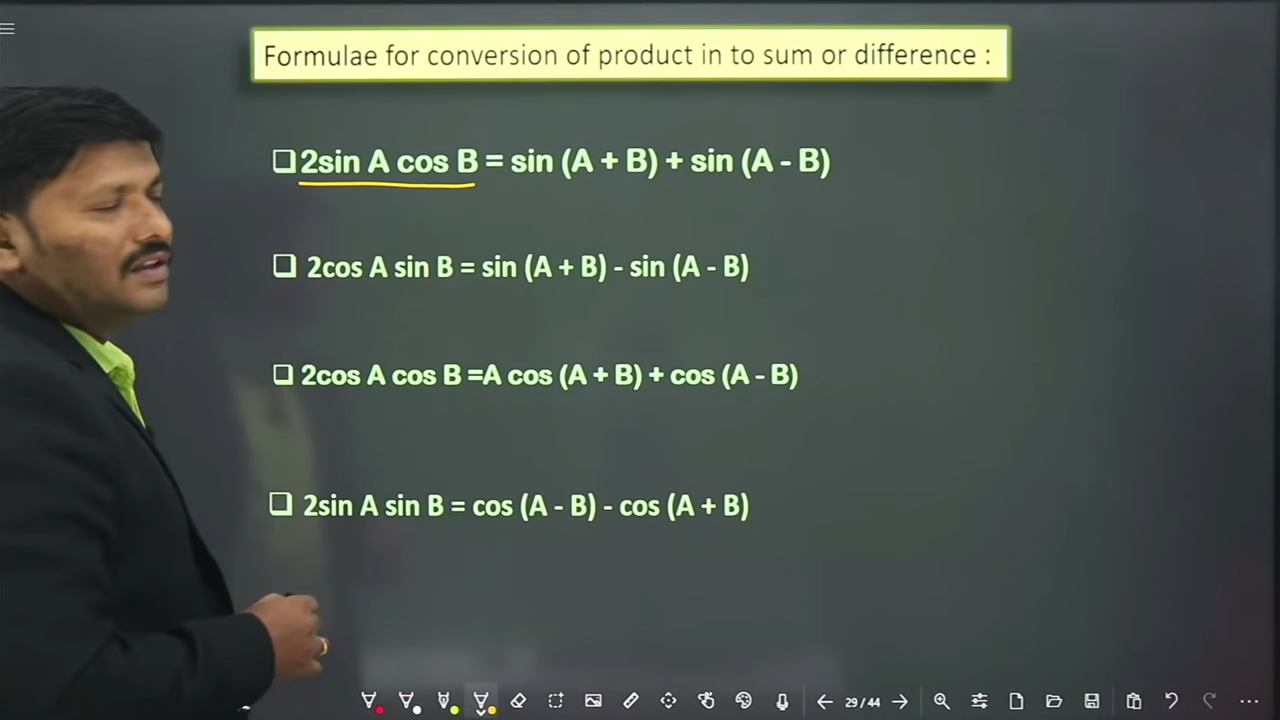 Formulae for conversion of product in to sum or difference :
2sin A cos B = sin (A + B) + sin (A - B)
2cos A sin B = sin (A + B) - sin (A - B)
2cos A cos B =A cos (A + B) + cos (A - B)
2sin A sin B = cos (A - B) - cos (A + B)
29 / 44